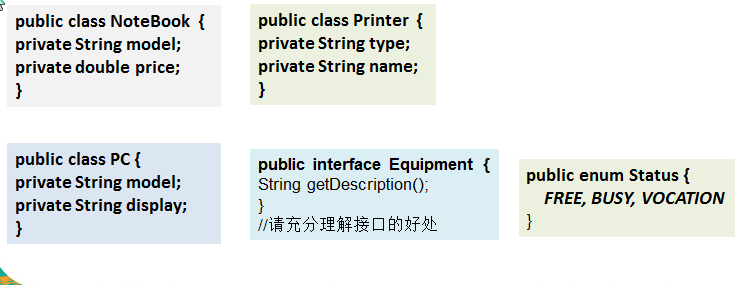 public class NoteBook {
private String model;
private double price;
}
public class Printer {
private String type;
private String name;
}
public class PC {
private String model;
private String display;
}
public interface Equipment {
String getDescription();
}
//请充分理解接口的好处
public enum Status {
FREE, BUSY, VOCATION
}